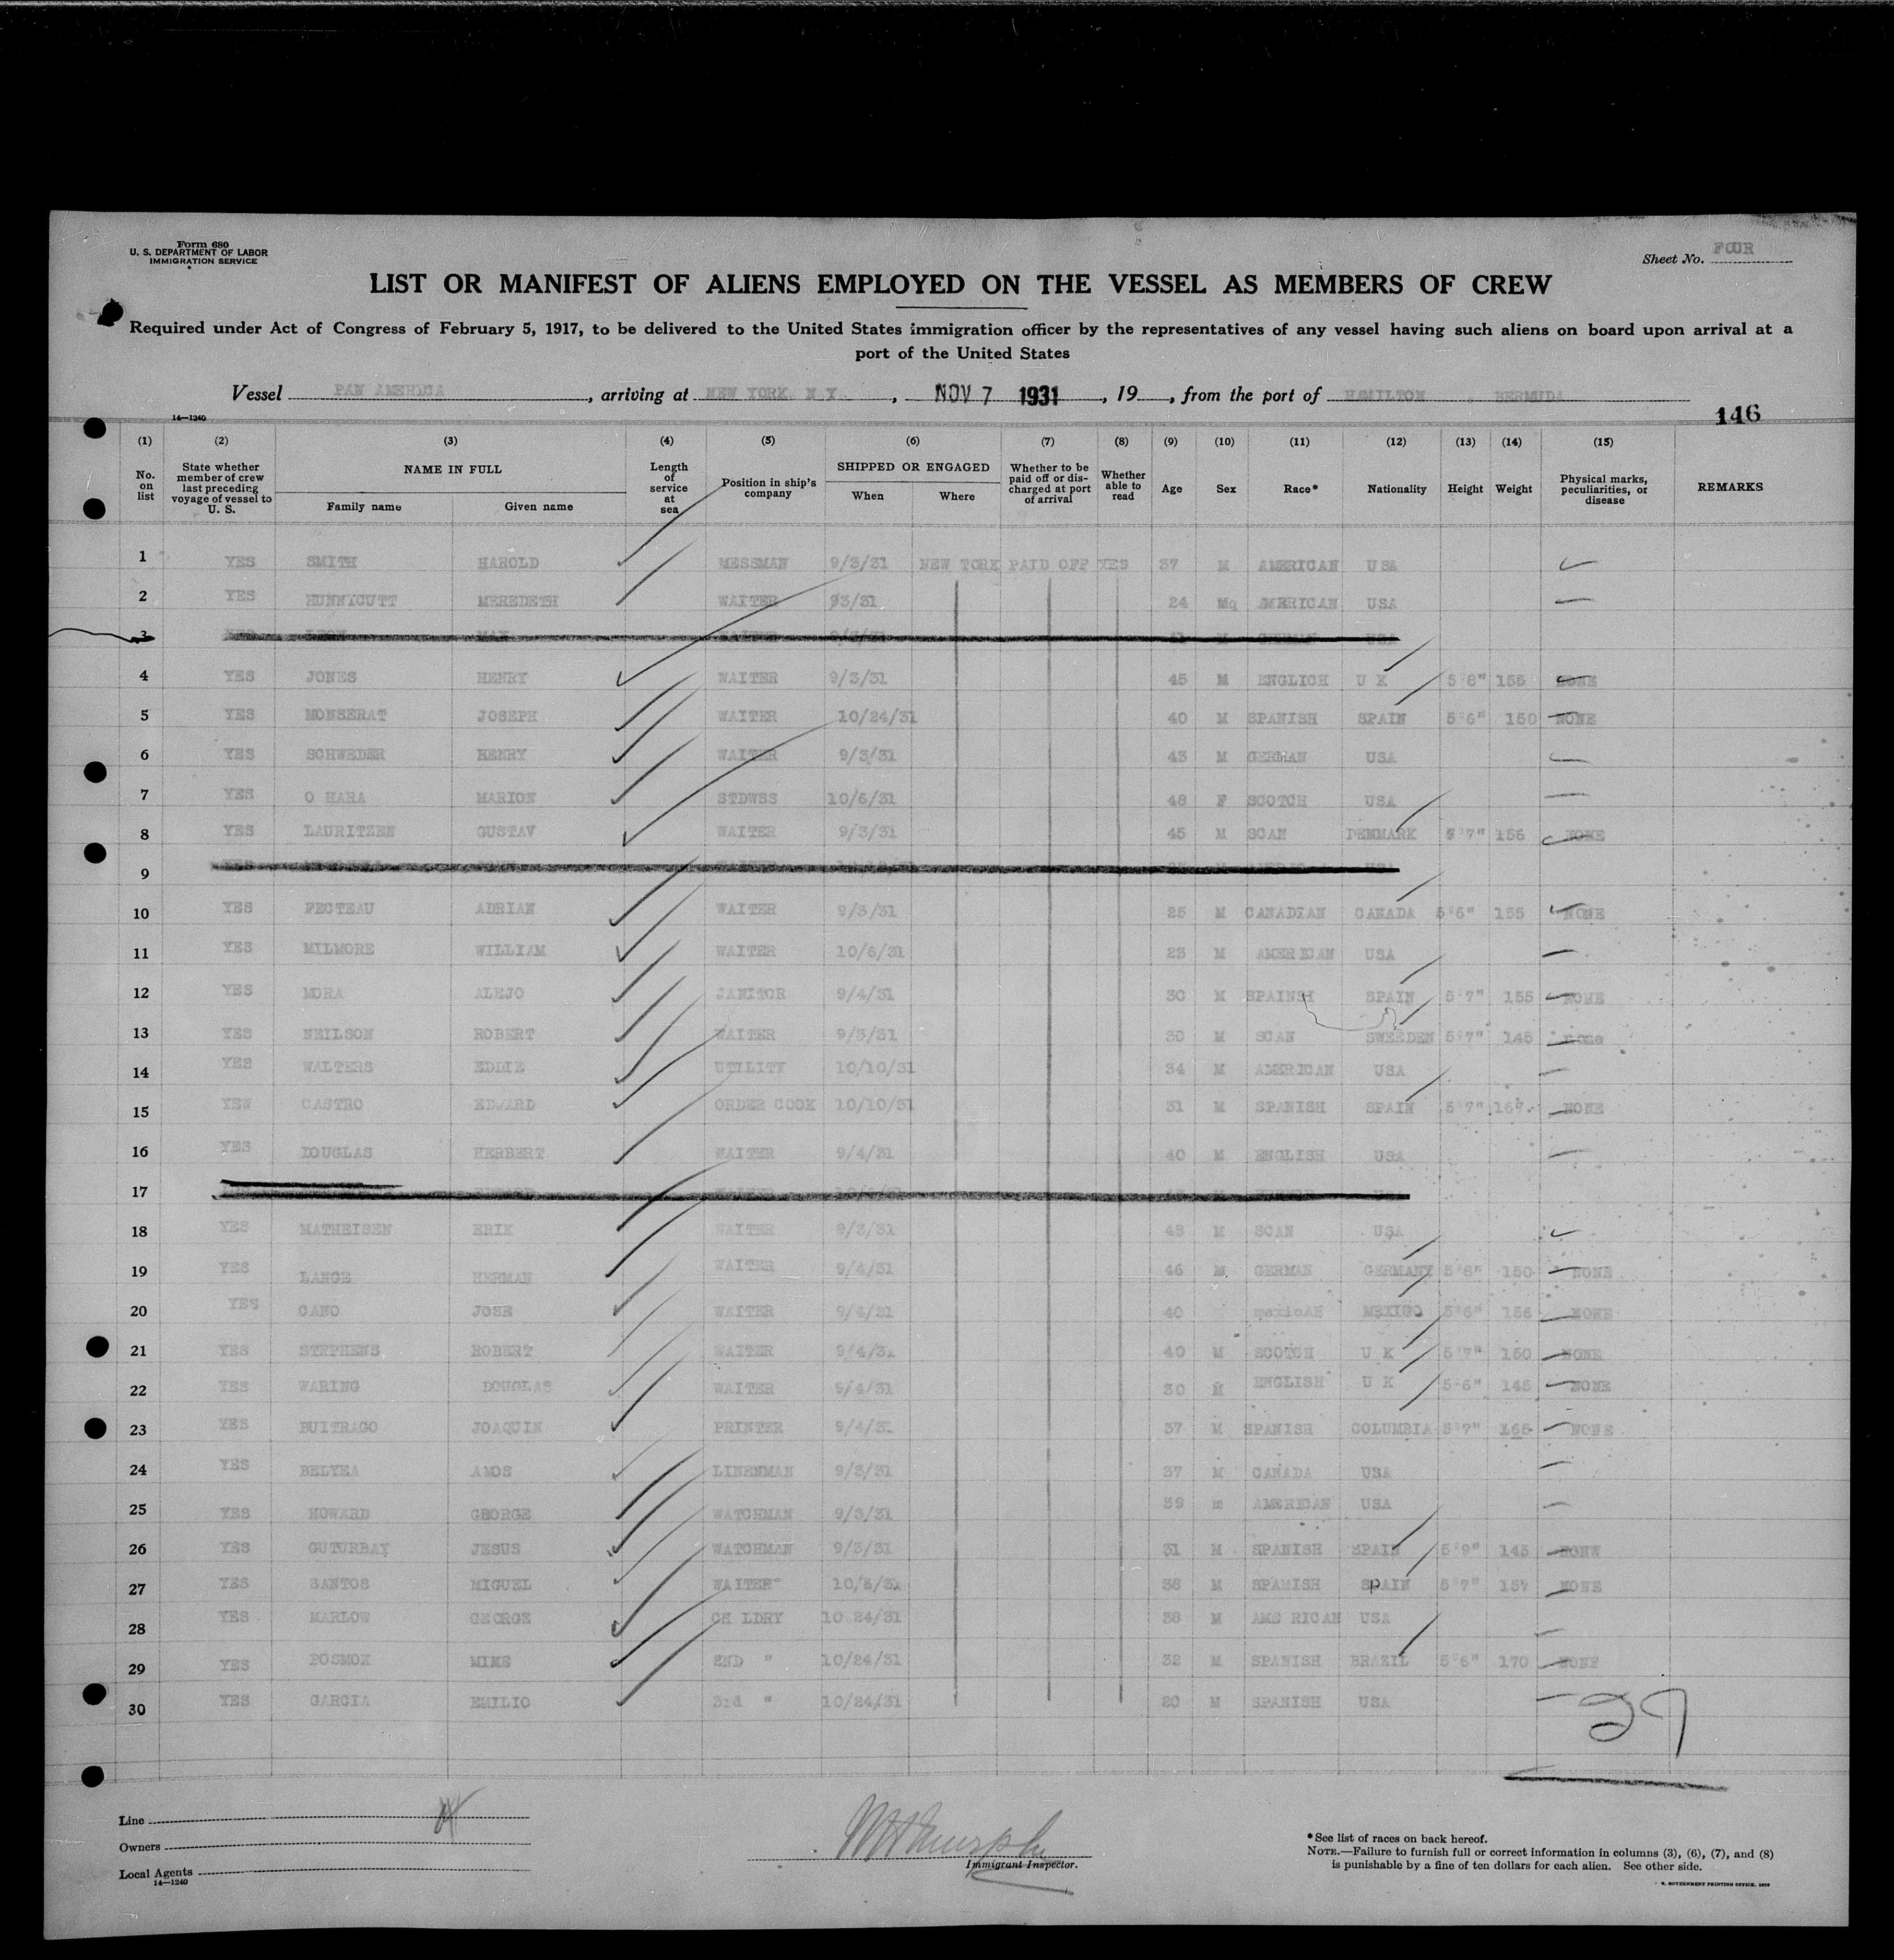 Form 680
U. S. DEPARTMENT OF LABOR
IMMIGRATION SERVICE
Sheet No. FOUR
LIST OR MANIFEST OF ALIENS EMPLOYED ON THE VESSEL AS MEMBERS OF CREW
Required under Act of Congress of February 5, 1917, to be delivered to the United States immigration officer by the representatives of any vessel having such aliens on board upon arrival at a
port of the United States
Vessel PAN AMERICA, arriving at NEW YORK N.Y., NOV 7 1931, 19, from the port of HAMILTON, BERMUDA
14—1240
146
(1) (2) (3) (4) (5) (6) (7) (8) (9) (10) (11) (12) (13) (14) (15)
No. on list
State whether member of crew last preceding voyage of vessel to U. S.
NAME IN FULL
Family name Given name
Length of service at sea
Position in ship's company
SHIPPED OR ENGAGED
When Where
Whether to be paid off or discharged at port of arrival
Whether able to read
Age Sex Race* Nationality Height Weight
Physical marks, peculiarities, or disease
REMARKS
1 YES SMITH HAROLD MESSMAN 9/3/31 NEW YORK PAID OFF YES 37 M AMERICAN USA
2 YES HUNNICUTT MEREDETH WAITER 93/31 24 Mq AMERICAN USA
3
4 YES JONES HENRY WAITER 9/3/31 45 M ENGLICH U K 5'8" 155 NONE
5 YES MONSERAT JOSEPH WAITER 10/24/31 40 M SPANISH SPAIN 5'6" 150 NONE
6 YES SCHWEDER HENRY WAITER 9/3/31 43 M GERMAN USA
7 YES O HARA MARION STDWSS 10/6/31 48 F SCOTCH USA
8 YES LAURITZEN GUSTAV WAITER 9/3/31 45 M SCAN DENMARK 5'7" 156 NONE
9
10 YES FECTEAU ADRIAN WAITER 9/3/31 25 M CANADIAN CANADA 5'6" 155 NONE
11 YES MILMORE WILLIAM WAITER 10/6/31 23 M AMERICAN USA
12 YES MORA ALEJO JANITOR 9/4/31 30 M SPAINSH SPAIN 5'7" 155 NONE
13 YES NEILSON ROBERT WAITER 9/3/31 30 M SCAN SWEEDEN 5'7" 145 none
14 YES WALTERS EDDIE UTILITY 10/10/31 34 M AMERICAN USA
15 YEW CASTRO EDWARD ORDER COOK 10/10/31 31 M SPANISH SPAIN 5'7" NONE
16 YES DOUGLAS HERBERT WAITER 9/4/31 40 M ENGLISH USA
17
18 YES MATHEISEN ERIK WAITER 9/3/31 43 M SCAN USA
19 YES LANGE HERMAN WAITER 9/4/31 46 M GERMAN GERMANY 5'8" 150 NONE
20 YES CANO JOSE WAITER 9/4/31 40 mexicAN MEXICO 5'6" 156 NONE
21 YES STEPHENS ROBERT WAITER 9/4/31 40 M SCOTCH U K 5'7" 150 NONE
22 YES WARING DOUGLAS WAITER 9/4/31 30 M ENGLISH U K 5'6" 145 NONE
23 YES BUITRAGO JOAQUIN PRINTER 9/4/31 37 M SPANISH COLUMBIA 5'7" 165 NONE
24 YES BELYEA AMOS LINENMAN 9/3/31 37 M CANADA USA
25 YES HOWARD GEORGE WATCHMAN 9/3/31 39 m AMERICAN USA
26 YES GUTURBAY JESUS WATCHMAN 9/3/31 31 M SPANISH SPAIN 5'9" 145 NONW
27 YES SANTOS MIGUEL WAITER 10/6/31 36 M SPANISH SPAIN 5'7" 157 NONE
28 YES MARLOW GEORGE CH LDRY 10 24/31 38 M AME RICAN USA
29 YES POSMOX MIKE 2ND " 10/24/31 32 M SPANISH BRAZIL 5'6" 170 NONE
30 YES GARCIA EMILIO 3rd " 10/24/31 20 M SPANISH USA
27
Line
Owners
Local Agents
14—1240
Immigrant Inspector.
*See list of races on back hereof.
NOTE.—Failure to furnish full or correct information in columns (3), (6), (7), and (8)
is punishable by a fine of ten dollars for each alien. See other side.